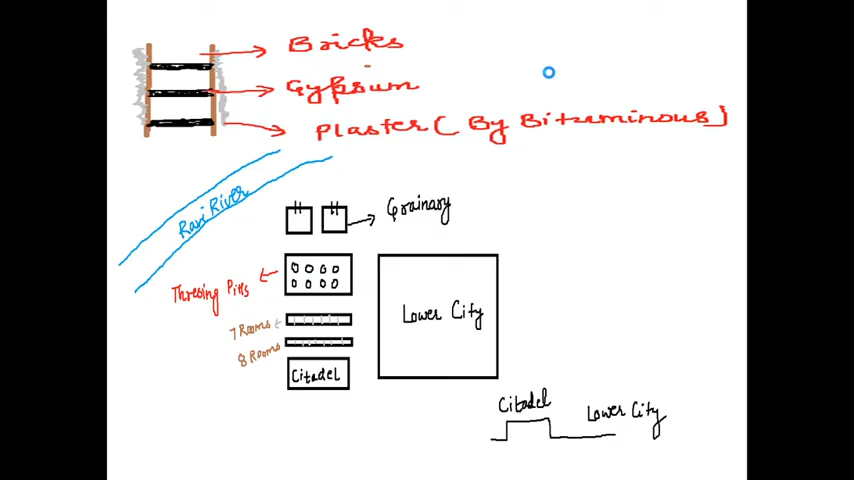 Bricks
Gypsum
Plaster ( By Bituminous )
Ravi River
Grainary
Thresing Pitts
Lower City
7 Rooms
8 Rooms
Citadel
Citadel
Lower City